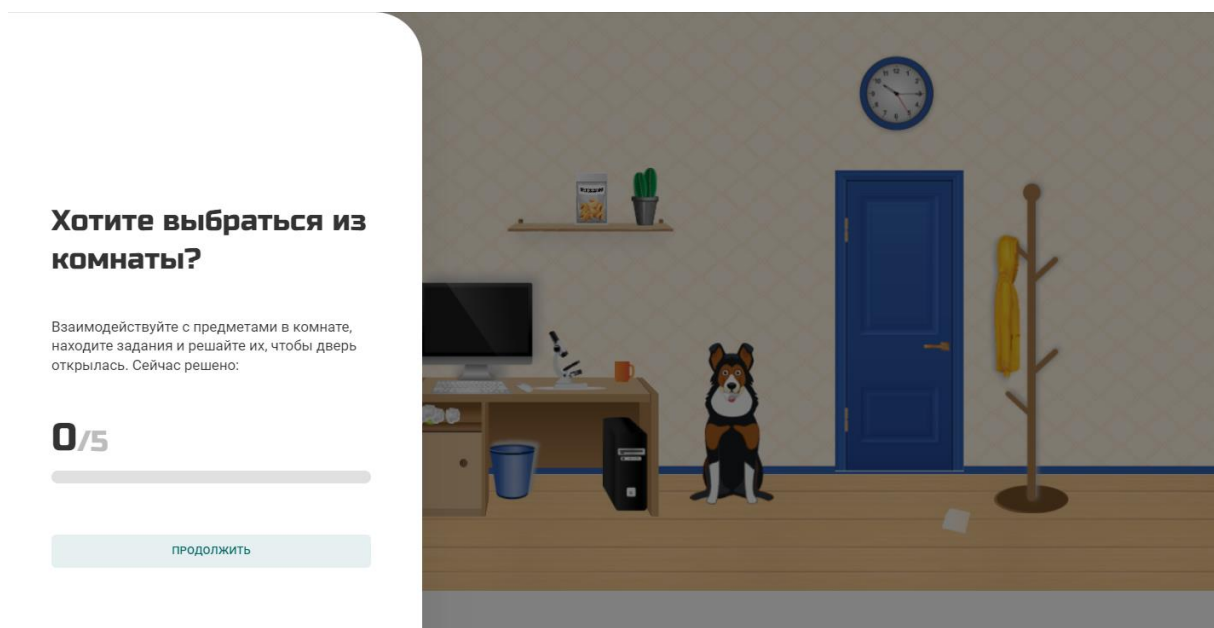 Хотите выбраться из
комнаты?
Взаимодействуйте с предметами в комнате,
находите задания и решайте их, чтобы дверь
открылась. Сейчас решено:
0/5
ПРОДОЛЖИТЬ